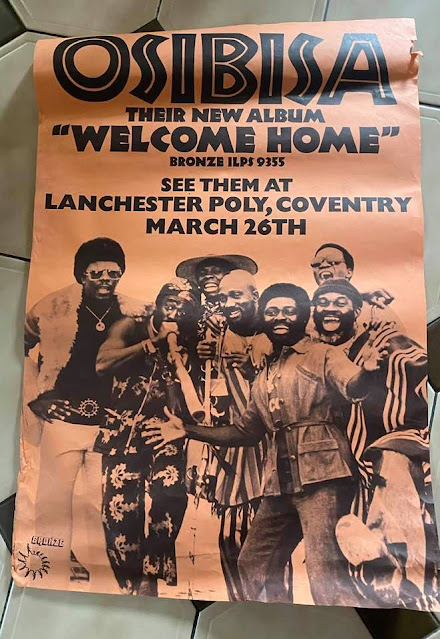 OSIBISA
THEIR NEW ALBUM
"WELCOME HOME"
BRONZE ILPS 9355
SEE THEM AT
LANCHESTER POLY, COVENTRY
MARCH 26TH
BRONZE